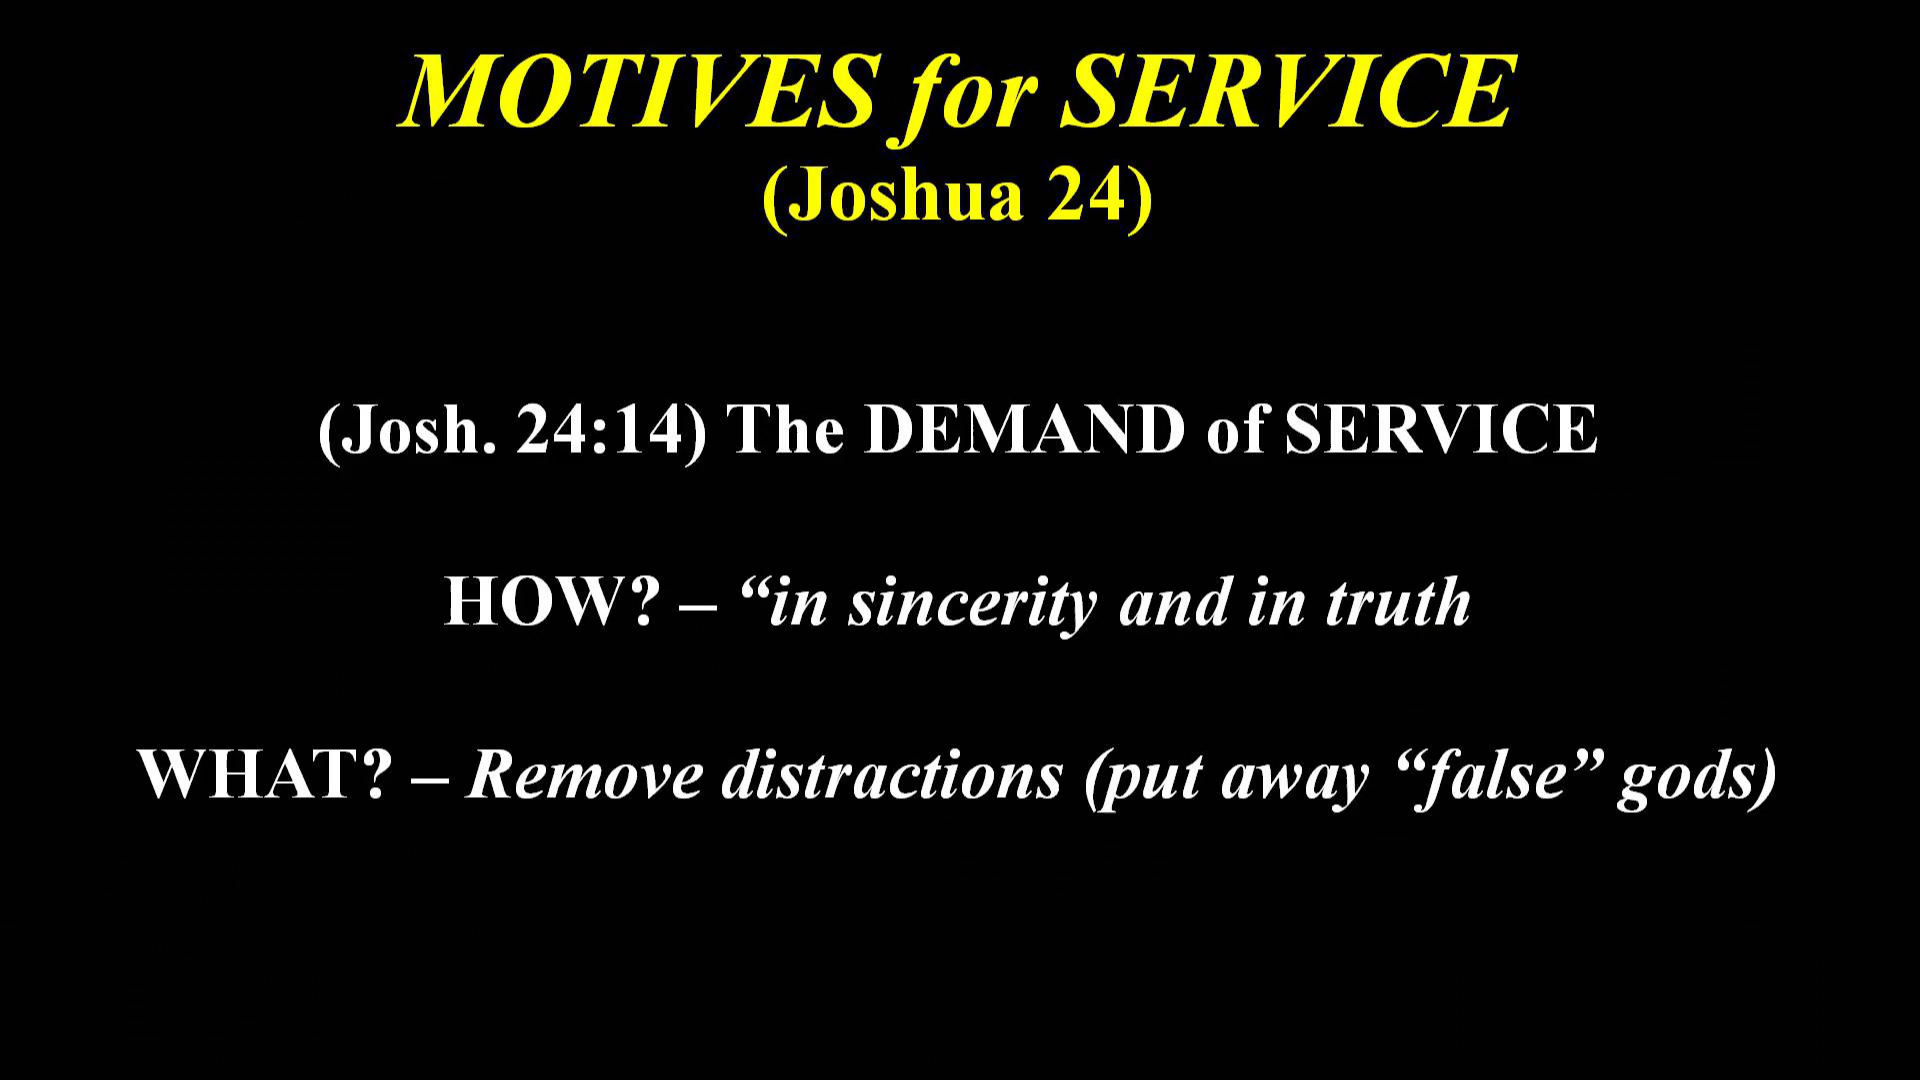 MOTIVES for SERVICE
(Joshua 24)
(Josh. 24:14) The DEMAND of SERVICE
HOW? – “in sincerity and in truth
WHAT? – Remove distractions (put away “false” gods)